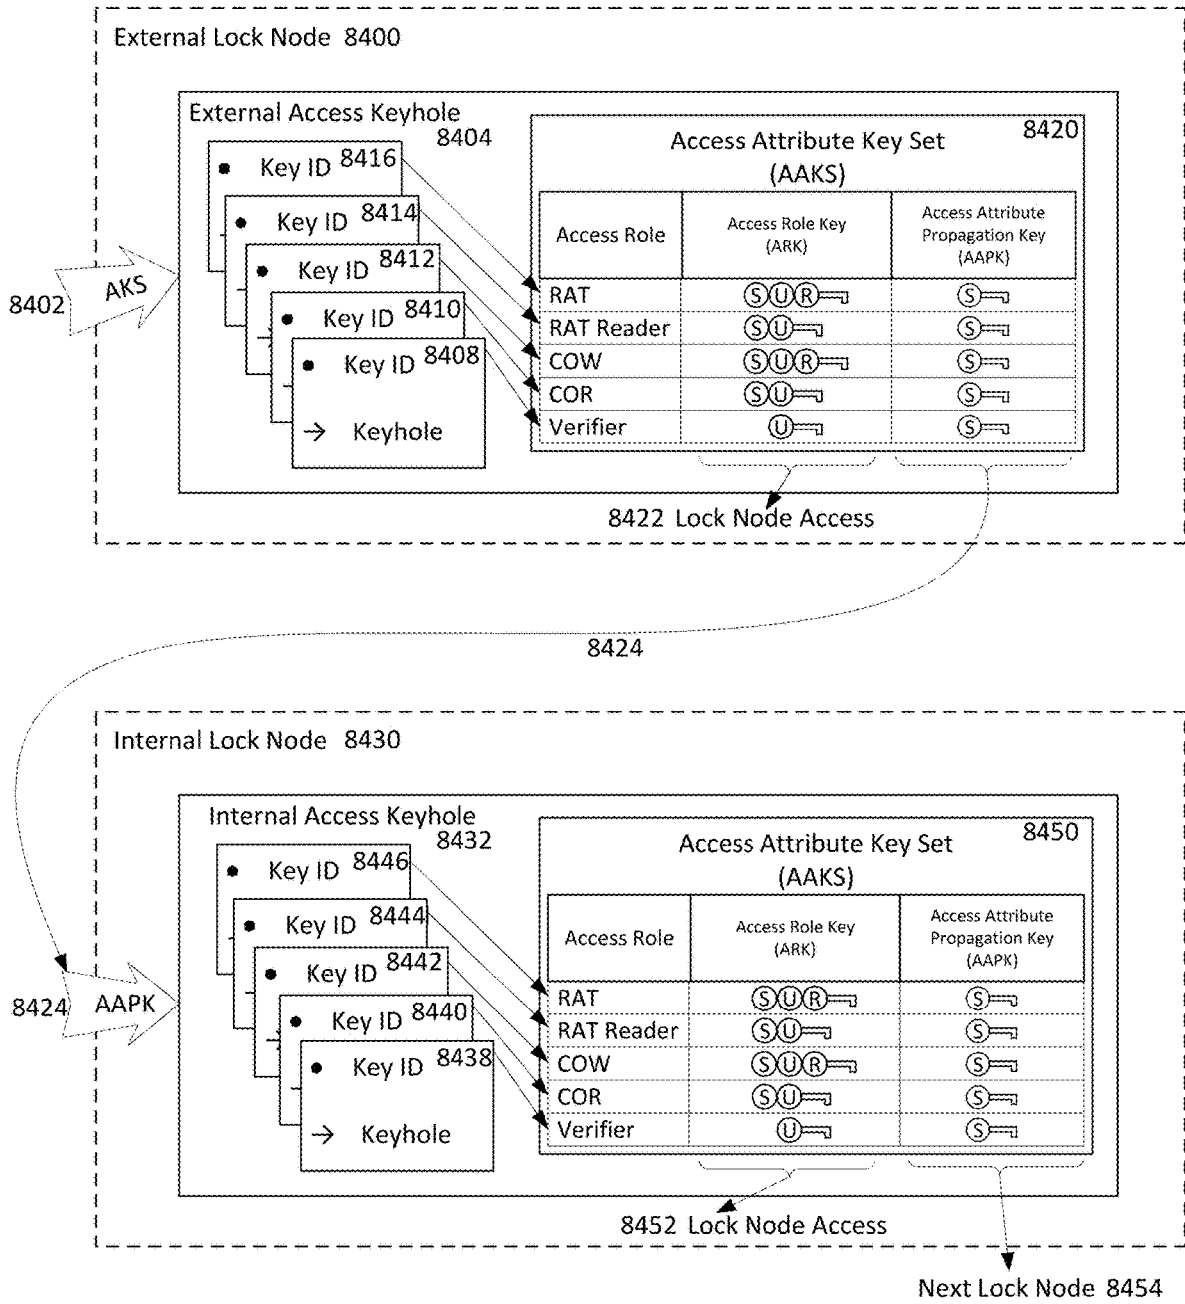 External Lock Node 8400
External Access Keyhole
8404
Key ID 8416
Key ID 8414
Key ID 8412
Key ID 8410
Key ID 8408
Keyhole
8402
AKS
8420
Access Attribute Key Set
(AAKS)
Access Role
Access Role Key
(ARK)
Access Attribute
Propagation Key
(AAPK)
RAT S U R S
RAT Reader S U S
COW S U R S
COR S U S
Verifier U S
8422 Lock Node Access
8424
Internal Lock Node 8430
Internal Access Keyhole
8432
Key ID 8446
Key ID 8444
Key ID 8442
Key ID 8440
Key ID 8438
Keyhole
8424
AAPK
8450
Access Attribute Key Set
(AAKS)
Access Role
Access Role Key
(ARK)
Access Attribute
Propagation Key
(AAPK)
RAT S U R S
RAT Reader S U S
COW S U R S
COR S U S
Verifier U S
8452 Lock Node Access
Next Lock Node 8454